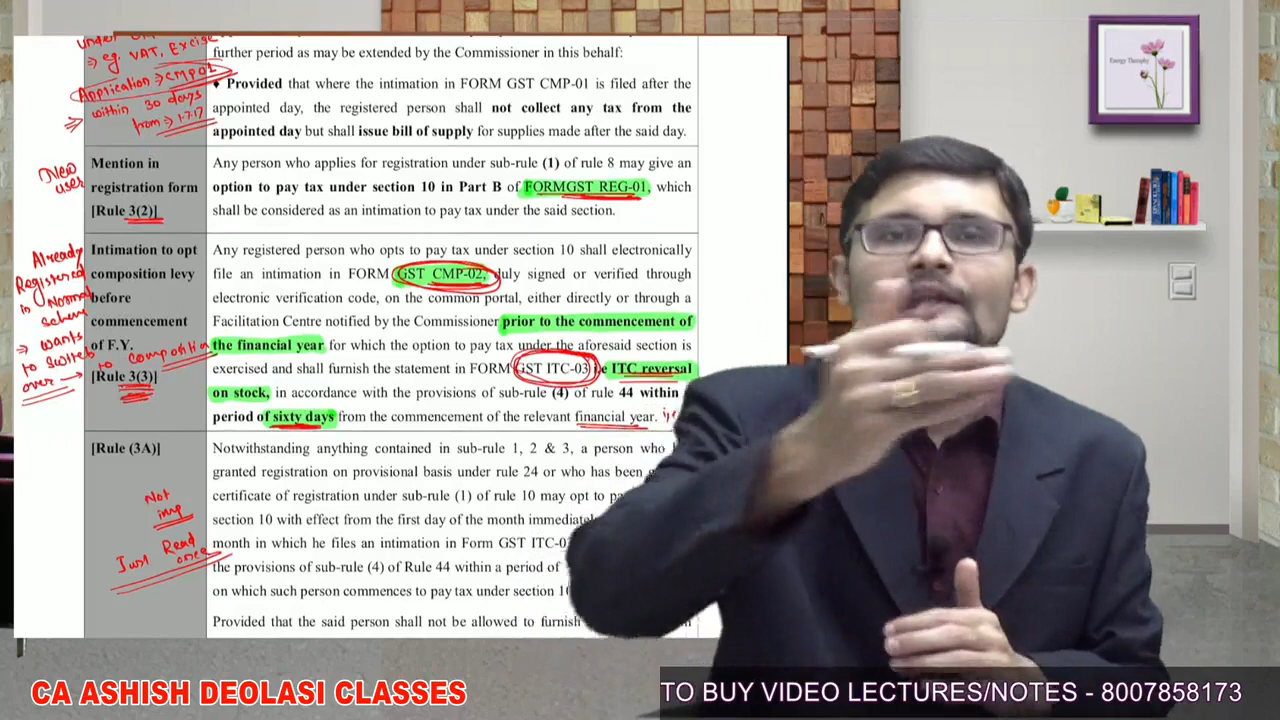 ⇒ eg. VAT, Excise
Application ⇒ CMP01
within 30 days
from ⇒ 1-7-17
further period as may be extended by the Commissioner in this behalf:
♦ Provided that where the intimation in FORM GST CMP-01 is filed after the
appointed day, the registered person shall not collect any tax from the
appointed day but shall issue bill of supply for supplies made after the said day.
New
user
Mention in
registration form
[Rule 3(2)]
Any person who applies for registration under sub-rule (1) of rule 8 may give an
option to pay tax under section 10 in Part B of FORMGST REG-01, which
shall be considered as an intimation to pay tax under the said section.
Already
Registered
in Normal
scheme
⇒ wants
to switch
over → to composition
Intimation to opt
composition levy
before
commencement
of F.Y.
[Rule 3(3)]
Any registered person who opts to pay tax under section 10 shall electronically
file an intimation in FORM GST CMP-02, duly signed or verified through
electronic verification code, on the common portal, either directly or through a
Facilitation Centre notified by the Commissioner prior to the commencement of
the financial year for which the option to pay tax under the aforesaid section is
exercised and shall furnish the statement in FORM GST ITC-03 i.e ITC reversal
on stock, in accordance with the provisions of sub-rule (4) of rule 44 within
period of sixty days from the commencement of the relevant financial year.
[Rule (3A)]
Not
imp
Just Read
once
Notwithstanding anything contained in sub-rule 1, 2 & 3, a person who
granted registration on provisional basis under rule 24 or who has been
certificate of registration under sub-rule (1) of rule 10 may opt to
section 10 with effect from the first day of the month
month in which he files an intimation in Form GST
the provisions of sub-rule (4) of Rule 44 within a period of
on which such person commences to pay tax under section
Provided that the said person shall not be allowed to furnish
Energy Theraphy
CA ASHISH DEOLASI CLASSES
TO BUY VIDEO LECTURES/NOTES - 8007858173